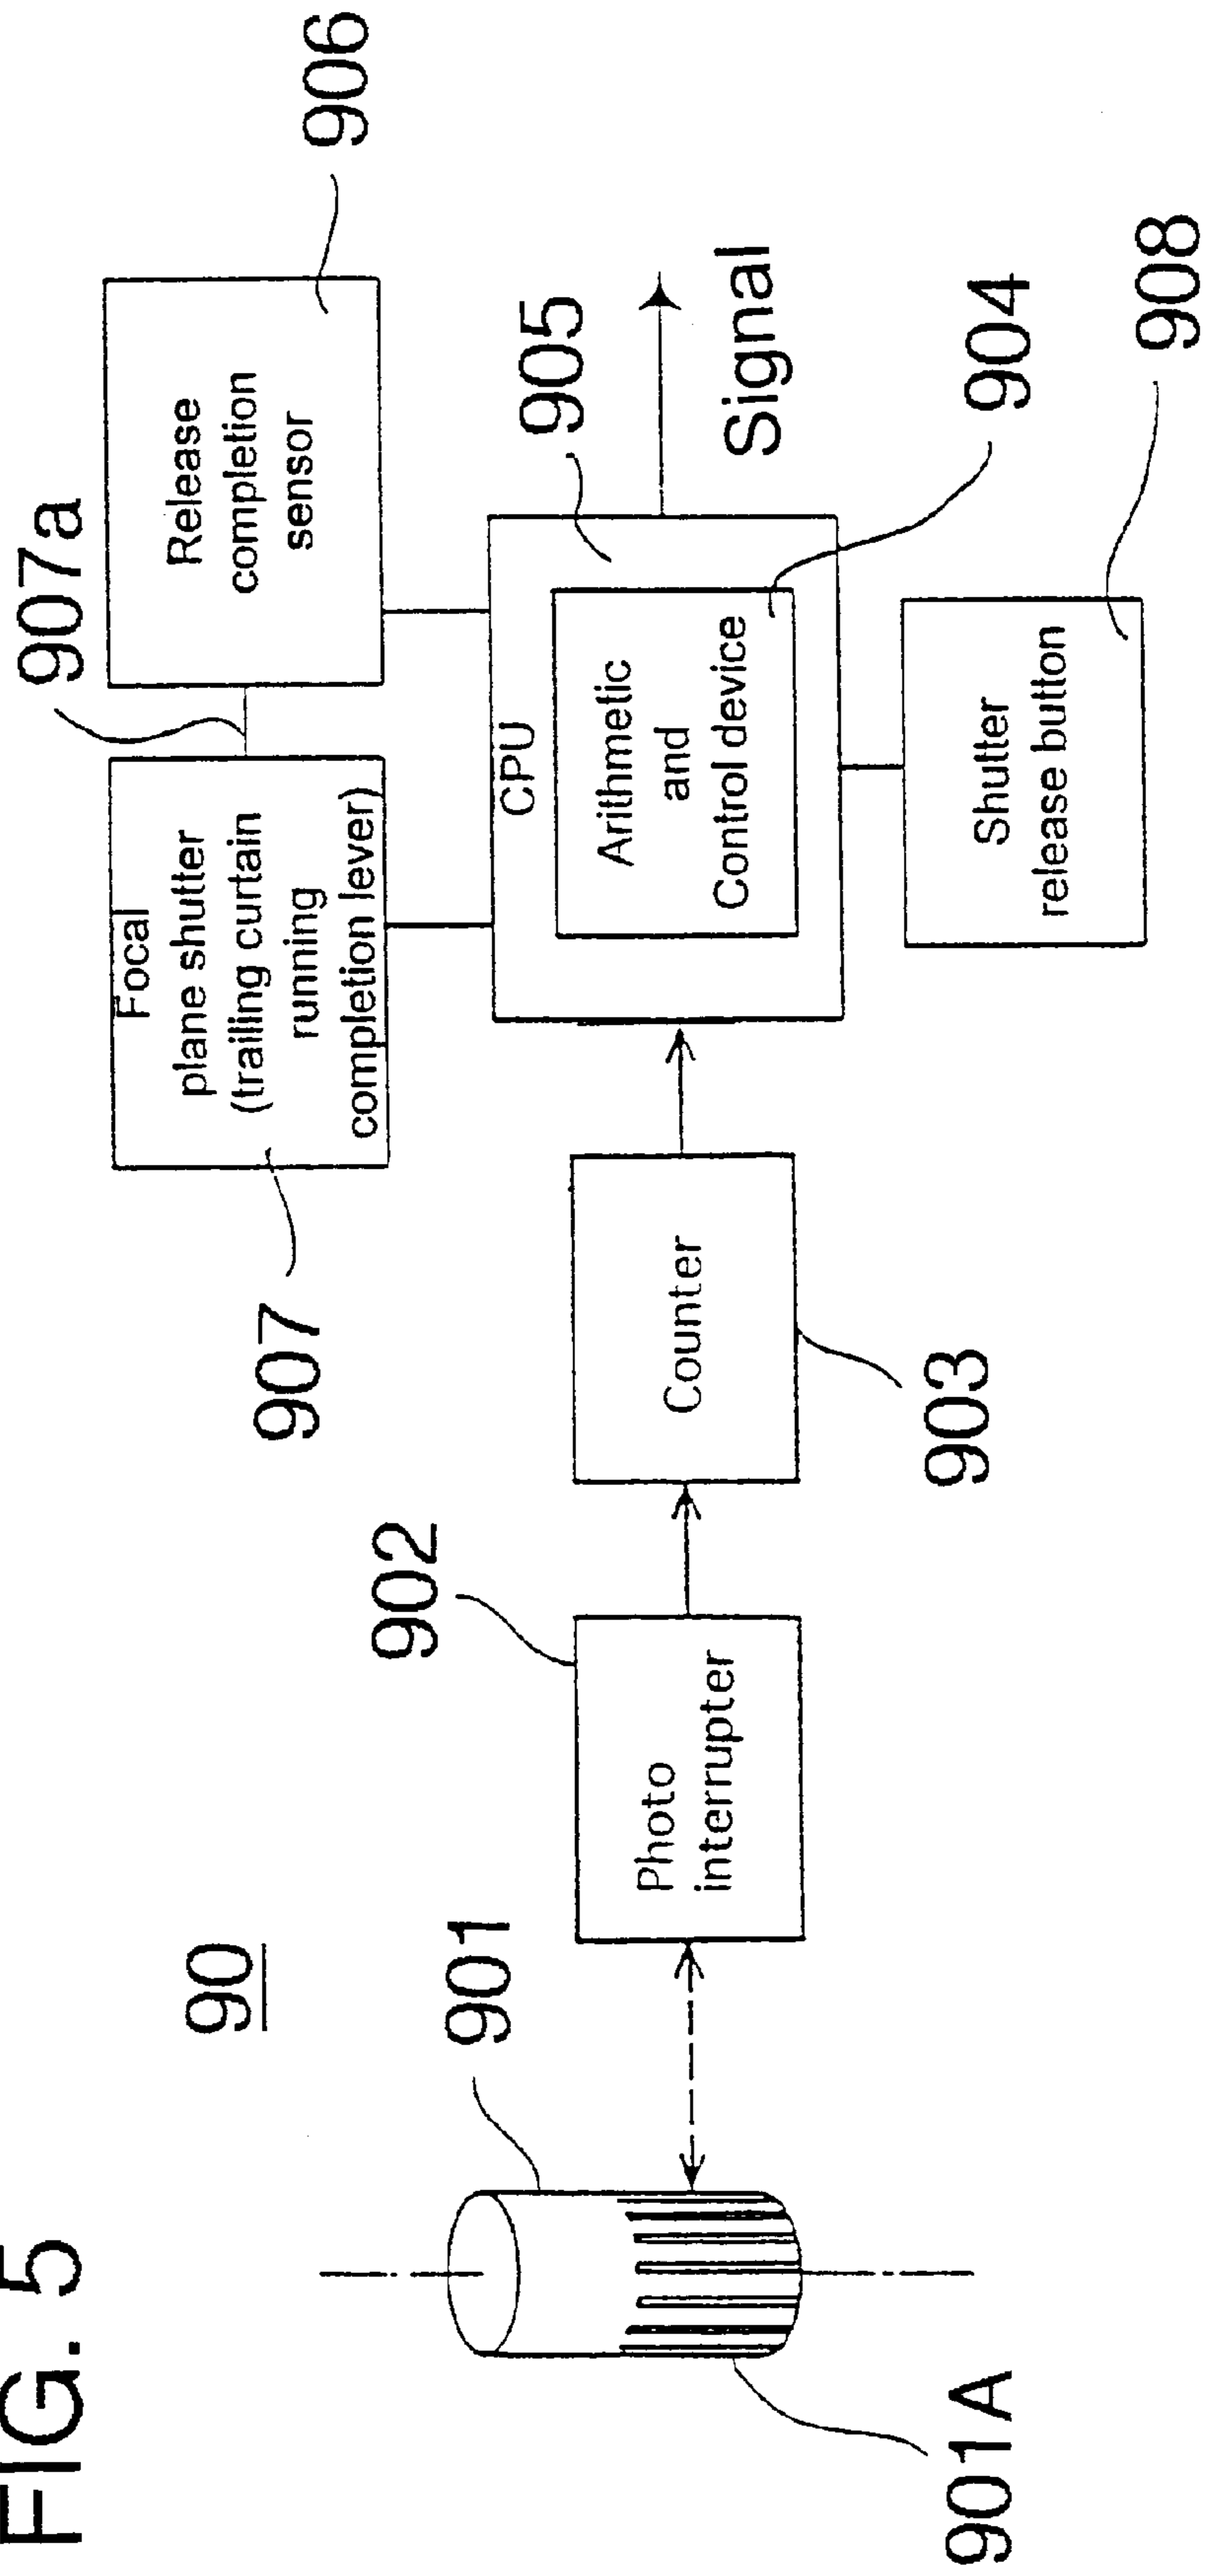 FIG. 5
90
907a
906
907
Focal
plane shutter
(trailing curtain
running
completion lever)
Release
completion
sensor
905
Signal
902
901
CPU
Arithmetic
and
Control device
904
Photo
interrupter
Counter
903
901A
Shutter
release button
908